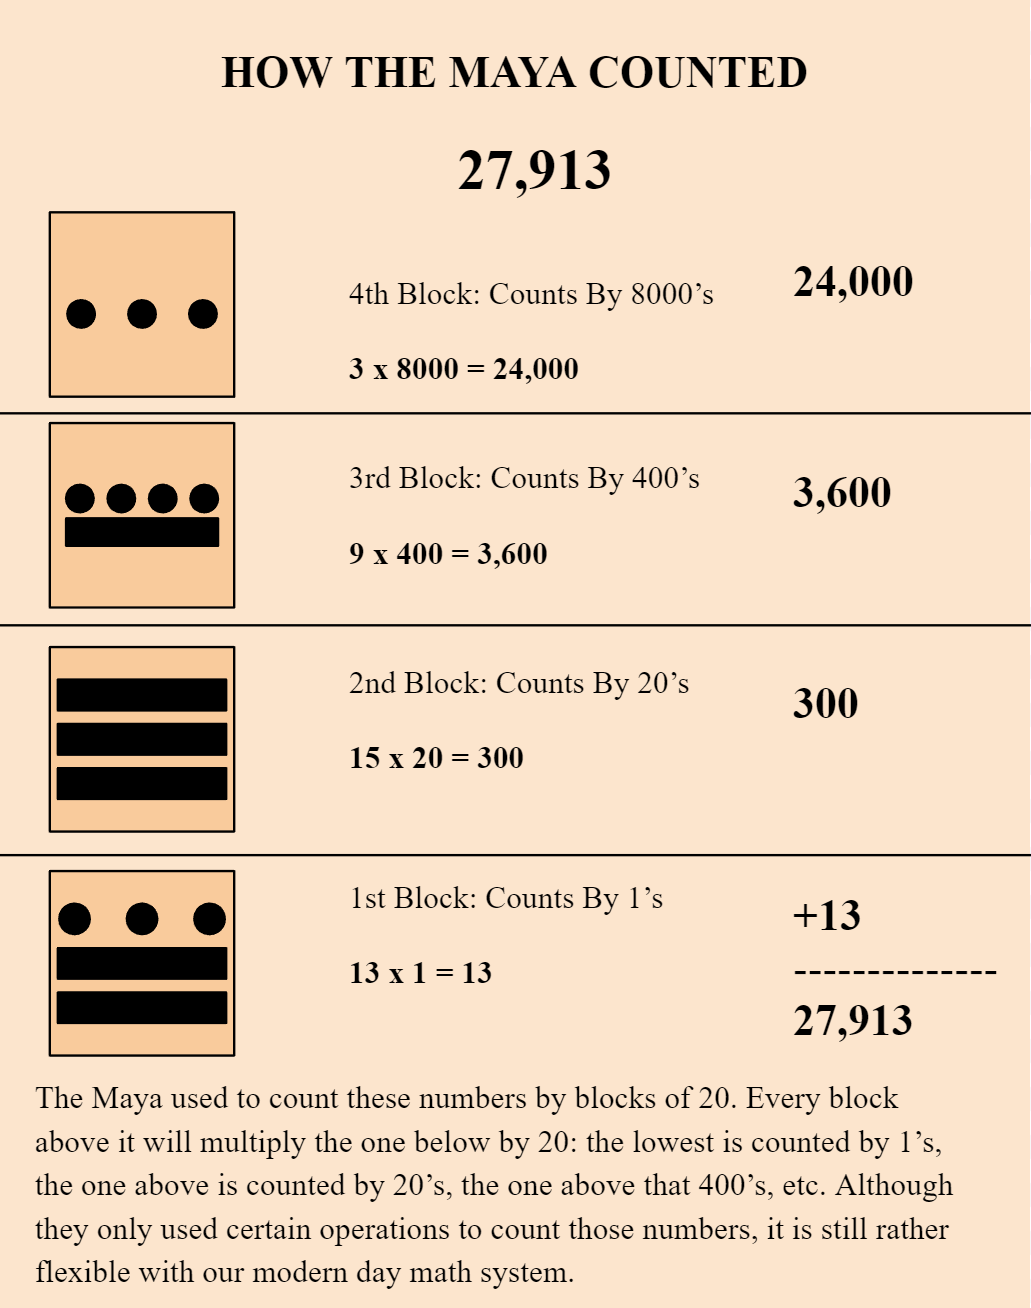 HOW THE MAYA COUNTED
27,913
4th Block: Counts By 8000’s
24,000
3 x 8000 = 24,000
3rd Block: Counts By 400’s
3,600
9 x 400 = 3,600
2nd Block: Counts By 20’s
300
15 x 20 = 300
1st Block: Counts By 1’s
+13
13 x 1 = 13
--------------
27,913
The Maya used to count these numbers by blocks of 20. Every block
above it will multiply the one below by 20: the lowest is counted by 1’s,
the one above is counted by 20’s, the one above that 400’s, etc. Although
they only used certain operations to count those numbers, it is still rather
flexible with our modern day math system.